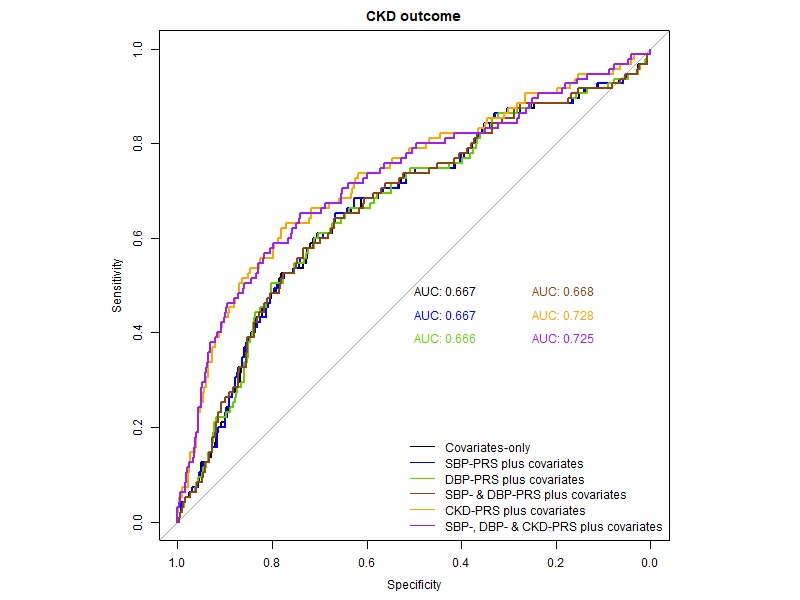 CKD outcome
Sensitivity
1.0
0.8
0.6
0.4
0.2
0.0
AUC: 0.667 AUC: 0.668
AUC: 0.667 AUC: 0.728
AUC: 0.666 AUC: 0.725
Covariates-only
SBP-PRS plus covariates
DBP-PRS plus covariates
SBP- & DBP-PRS plus covariates
CKD-PRS plus covariates
SBP-, DBP- & CKD-PRS plus covariates
1.0 0.8 0.6 0.4 0.2 0.0
Specificity